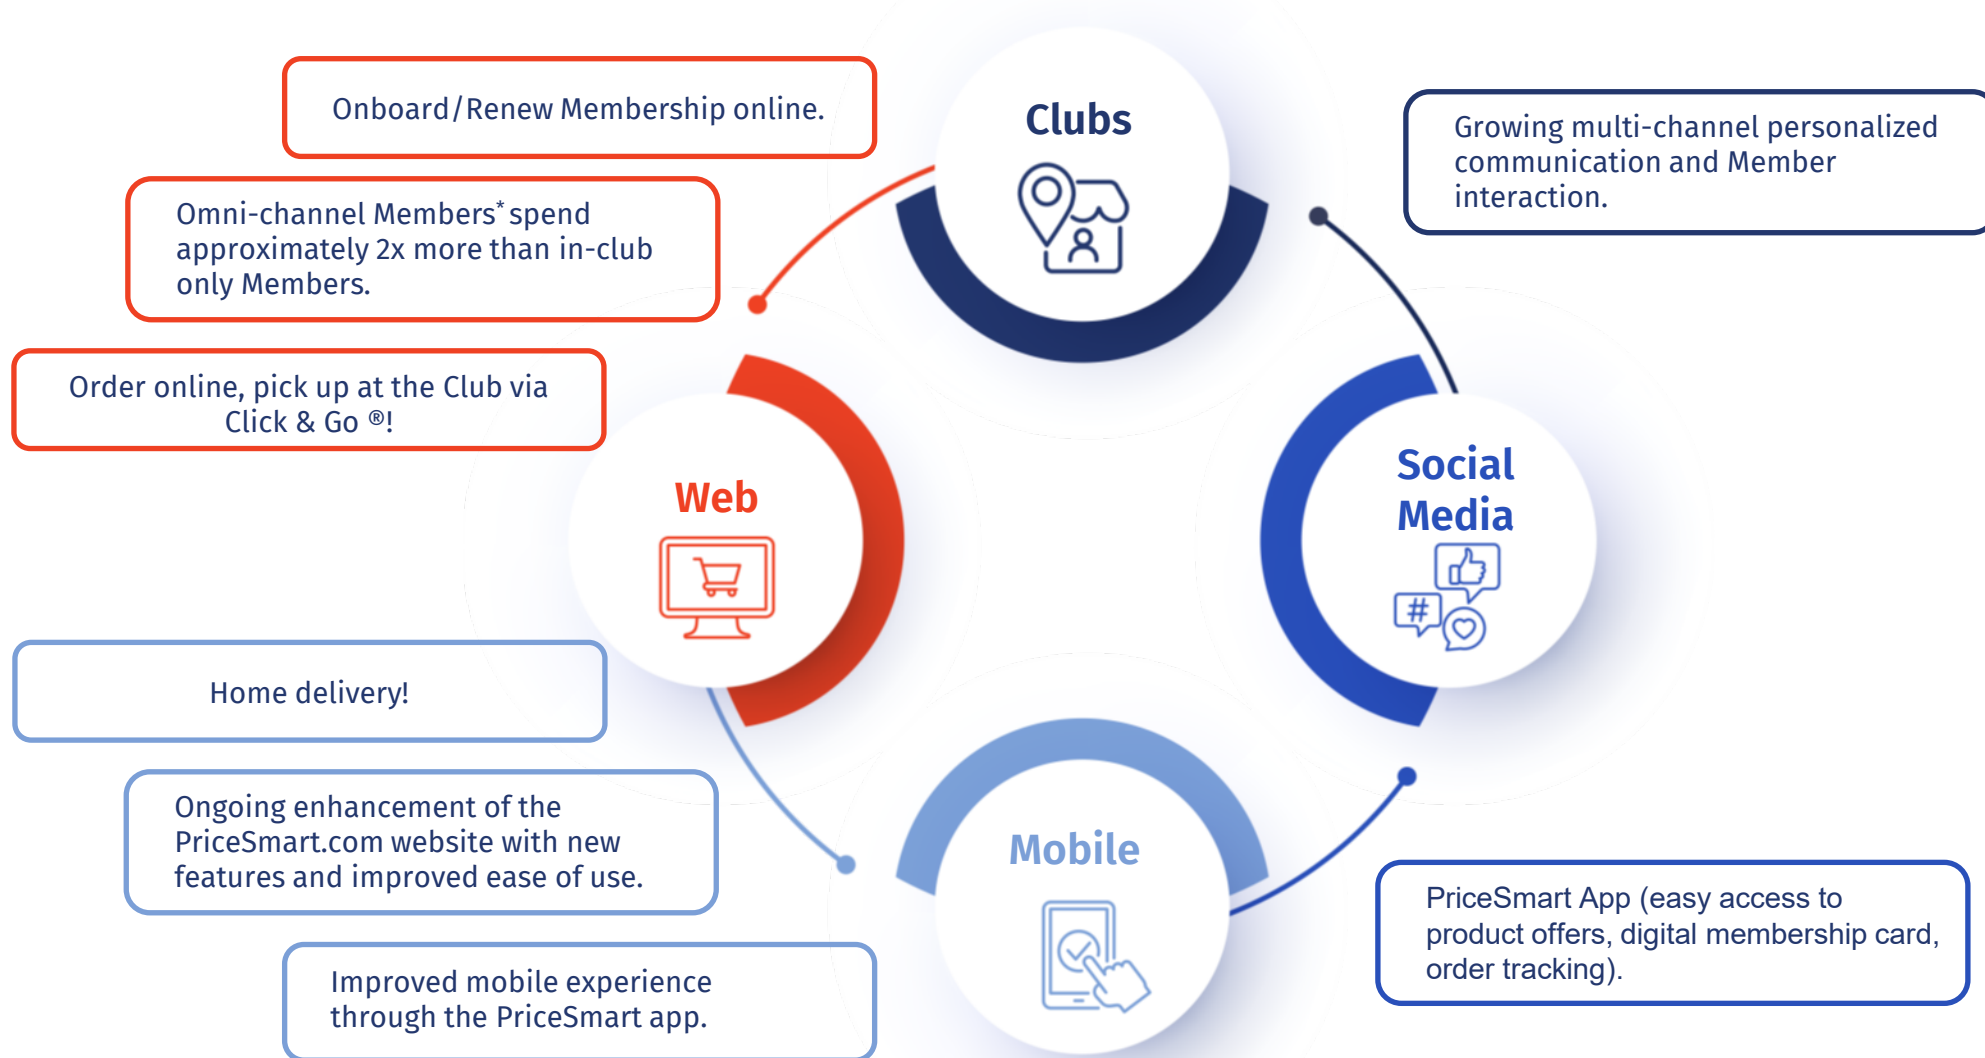 Onboard/Renew Membership online.
Omni-channel Members* spend
approximately 2x more than in-club
only Members.
Order online, pick up at the Club via
Click & Go ®!
Home delivery!
Ongoing enhancement of the
PriceSmart.com website with new
features and improved ease of use.
Improved mobile experience
through the PriceSmart app.
Clubs
Web
Social
Media
#
Mobile
Growing multi-channel personalized
communication and Member
interaction.
PriceSmart App (easy access to
product offers, digital membership card,
order tracking).